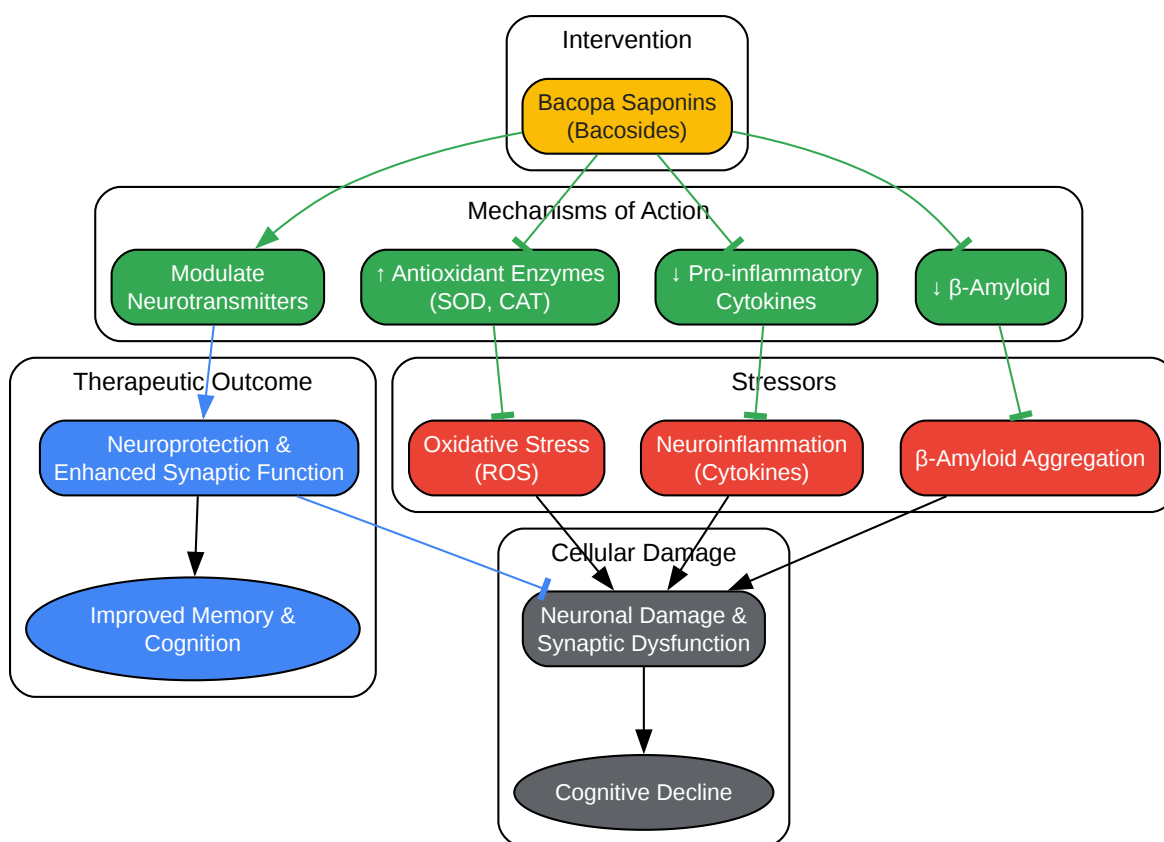 Intervention
Bacopa Saponins
(Bacosides)
Mechanisms of Action
Modulate
Neurotransmitters
↑ Antioxidant Enzymes
(SOD, CAT)
↓ Pro-inflammatory
Cytokines
↓ β-Amyloid
Therapeutic Outcome
Neuroprotection &
Enhanced Synaptic Function
Improved Memory &
Cognition
Stressors
Oxidative Stress
(ROS)
Neuroinflammation
(Cytokines)
β-Amyloid Aggregation
Cellular Damage
Neuronal Damage &
Synaptic Dysfunction
Cognitive Decline